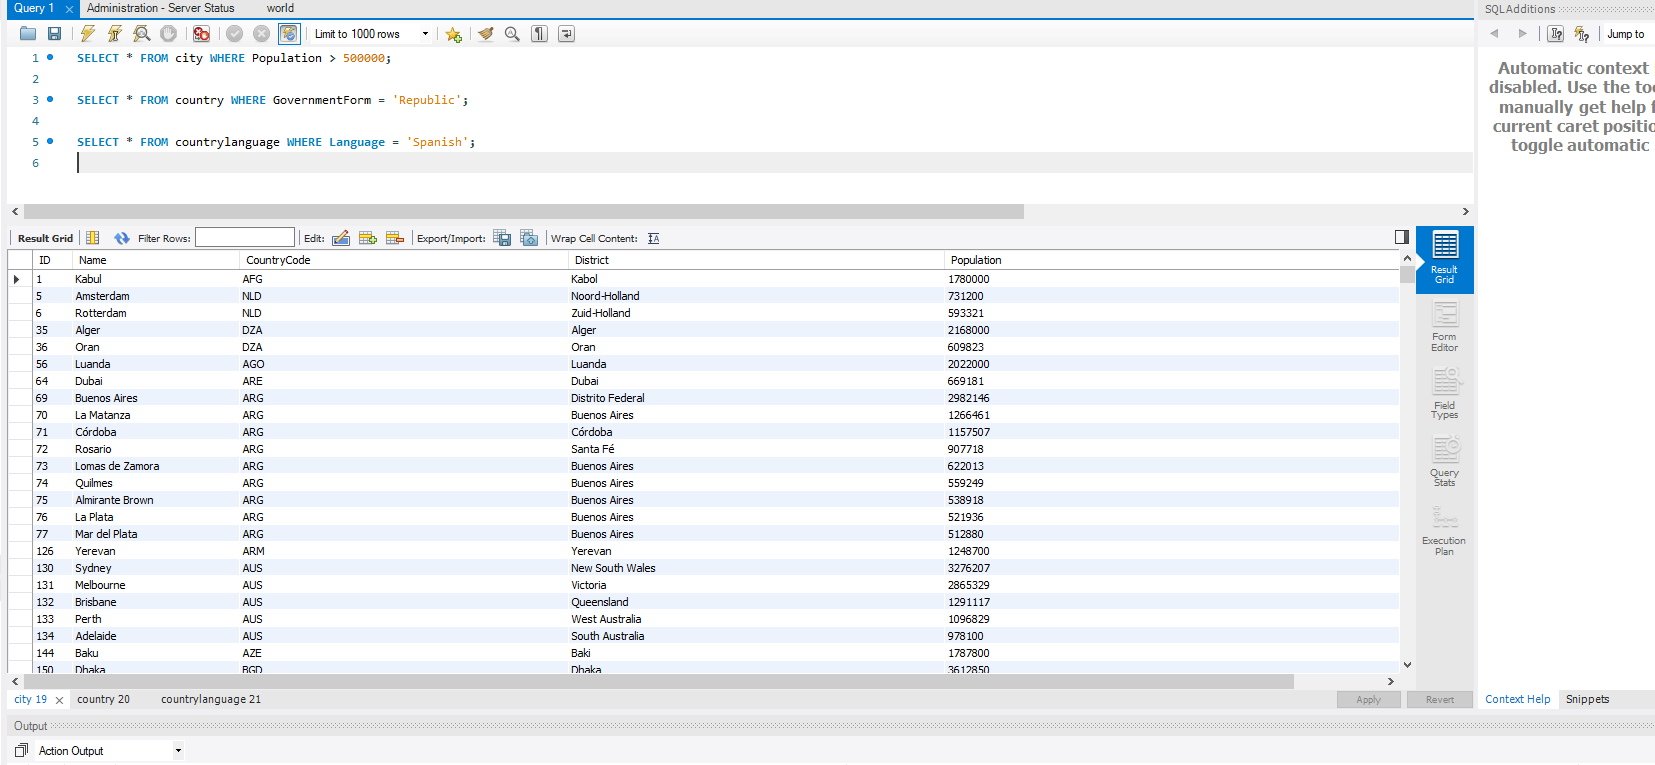 Query 1 Administration - Server Status world
SQLAdditions
Limit to 1000 rows
Jump to
1 SELECT * FROM city WHERE Population > 500000;
2
3 SELECT * FROM country WHERE GovernmentForm = 'Republic';
4
5 SELECT * FROM countrylanguage WHERE Language = 'Spanish';
6
Automatic context
disabled. Use the too
manually get help f
current caret positio
toggle automatic
Result Grid Filter Rows: Edit: Export/Import: Wrap Cell Content:
ID Name CountryCode District Population
1 Kabul AFG Kabol 1780000
5 Amsterdam NLD Noord-Holland 731200
6 Rotterdam NLD Zuid-Holland 593321
35 Alger DZA Alger 2168000
36 Oran DZA Oran 609823
56 Luanda AGO Luanda 2022000
64 Dubai ARE Dubai 669181
69 Buenos Aires ARG Distrito Federal 2982146
70 La Matanza ARG Buenos Aires 1266461
71 Córdoba ARG Córdoba 1157507
72 Rosario ARG Santa Fé 907718
73 Lomas de Zamora ARG Buenos Aires 622013
74 Quilmes ARG Buenos Aires 559249
75 Almirante Brown ARG Buenos Aires 538918
76 La Plata ARG Buenos Aires 521936
77 Mar del Plata ARG Buenos Aires 512880
126 Yerevan ARM Yerevan 1248700
130 Sydney AUS New South Wales 3276207
131 Melbourne AUS Victoria 2865329
132 Brisbane AUS Queensland 1291117
133 Perth AUS West Australia 1096829
134 Adelaide AUS South Australia 978100
144 Baku AZE Baki 1787800
150 Dhaka BGD Dhaka 3612850
Result
Grid
Form
Editor
Field
Types
Query
Stats
Execution
Plan
city 19 country 20 countrylanguage 21
Apply Revert
Context Help Snippets
Output
Action Output